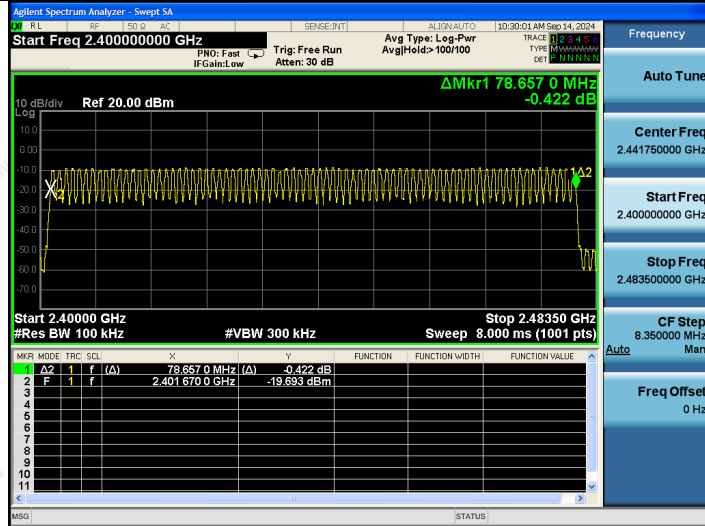 Agilent Spectrum Analyzer - Swept SA
LXI RL RF 50 Ω AC SENSE:INT ALIGN AUTO 10:30:01 AM Sep 14, 2024
Start Freq 2.400000000 GHz
PNO: Fast
IFGain:Low
Trig: Free Run
Atten: 30 dB
Avg Type: Log-Pwr
Avg|Hold:>100/100
TRACE 1 2 3 4 5 6
TYPE M
DET P N N N N N
ΔMkr1 78.657 0 MHz
-0.422 dB
10 dB/div Ref 20.00 dBm
Log
10.0
0.00
-10.0
-20.0
-30.0
-40.0
-50.0
-60.0
-70.0
1Δ2
2
Start 2.40000 GHz Stop 2.48350 GHz
#Res BW 100 kHz #VBW 300 kHz Sweep 8.000 ms (1001 pts)
MKR MODE TRC SCL X Y FUNCTION FUNCTION WIDTH FUNCTION VALUE
1 Δ2 1 f (Δ) 78.657 0 MHz (Δ) -0.422 dB
2 F 1 f 2.401 670 0 GHz -19.693 dBm
3
4
5
6
7
8
9
10
11
MSG STATUS
Frequency
Auto Tune
Center Freq
2.441750000 GHz
Start Freq
2.400000000 GHz
Stop Freq
2.483500000 GHz
CF Step
8.350000 MHz
Auto Man
Freq Offset
0 Hz